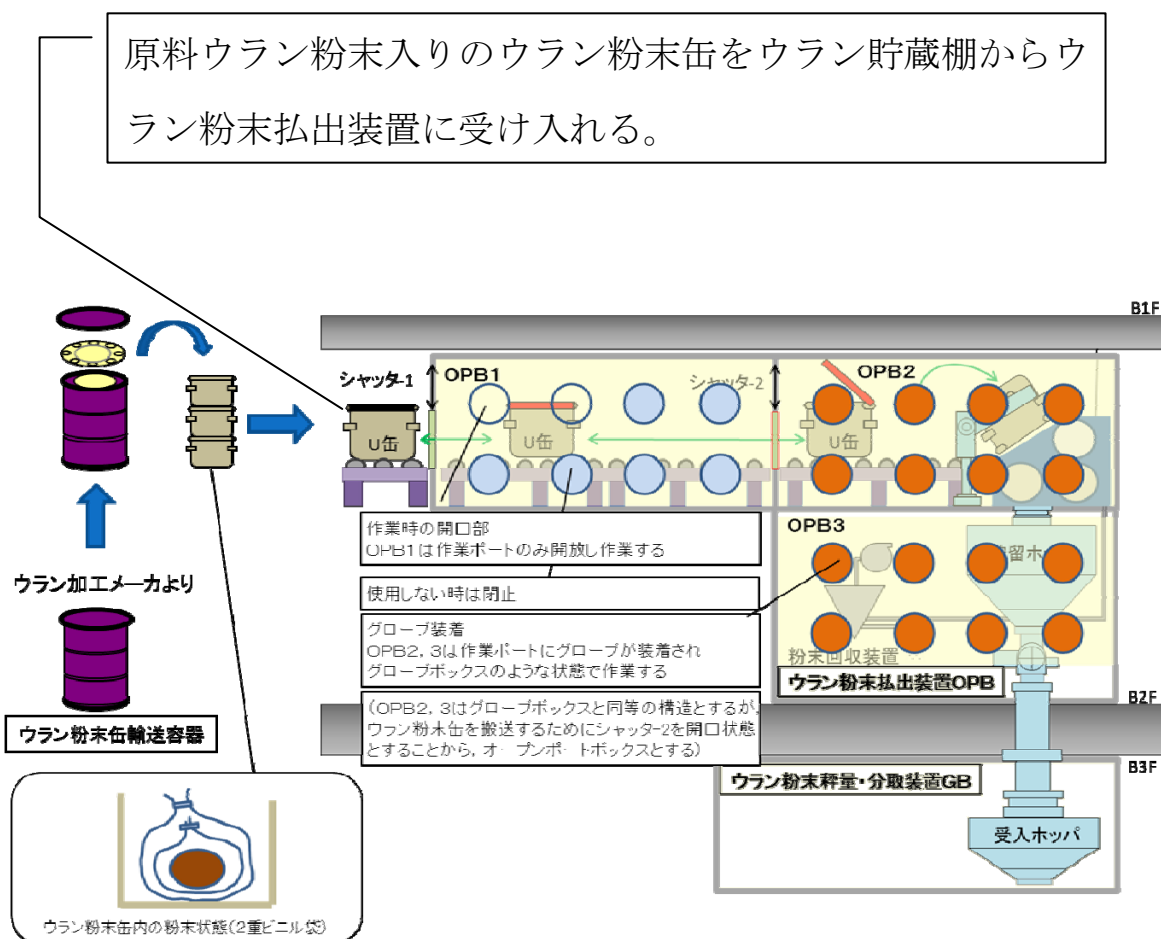 原料ウラン粉末入りのウラン粉末缶をウラン貯蔵棚からウ
ラン粉末払出装置に受け入れる。
B1F
シャッタ-1
OPB1
シャッタ-2
OPB2
U缶
U缶
U缶
作業時の開口部
OPB1は作業ポートのみ開放し作業する
使用しない時は閉止
グローブ装着
OPB2, 3は作業ポートにグローブが装着され
グローブボックスのような状態で作業する
(OPB2, 3はグローブボックスと同等の構造とするが,
ウラン粉末缶を搬送するためにシャッタ-2を開口状態
とすることから, オープンポートボックスとする)
OPB3
留ホ
粉末回収装置
ウラン粉末払出装置OPB
B2F
ウラン加工メーカより
ウラン粉末缶輸送容器
B3F
ウラン粉末秤量・分取装置GB
受入ホッパ
ウラン粉末缶内の粉末状態(2重ビニル袋)